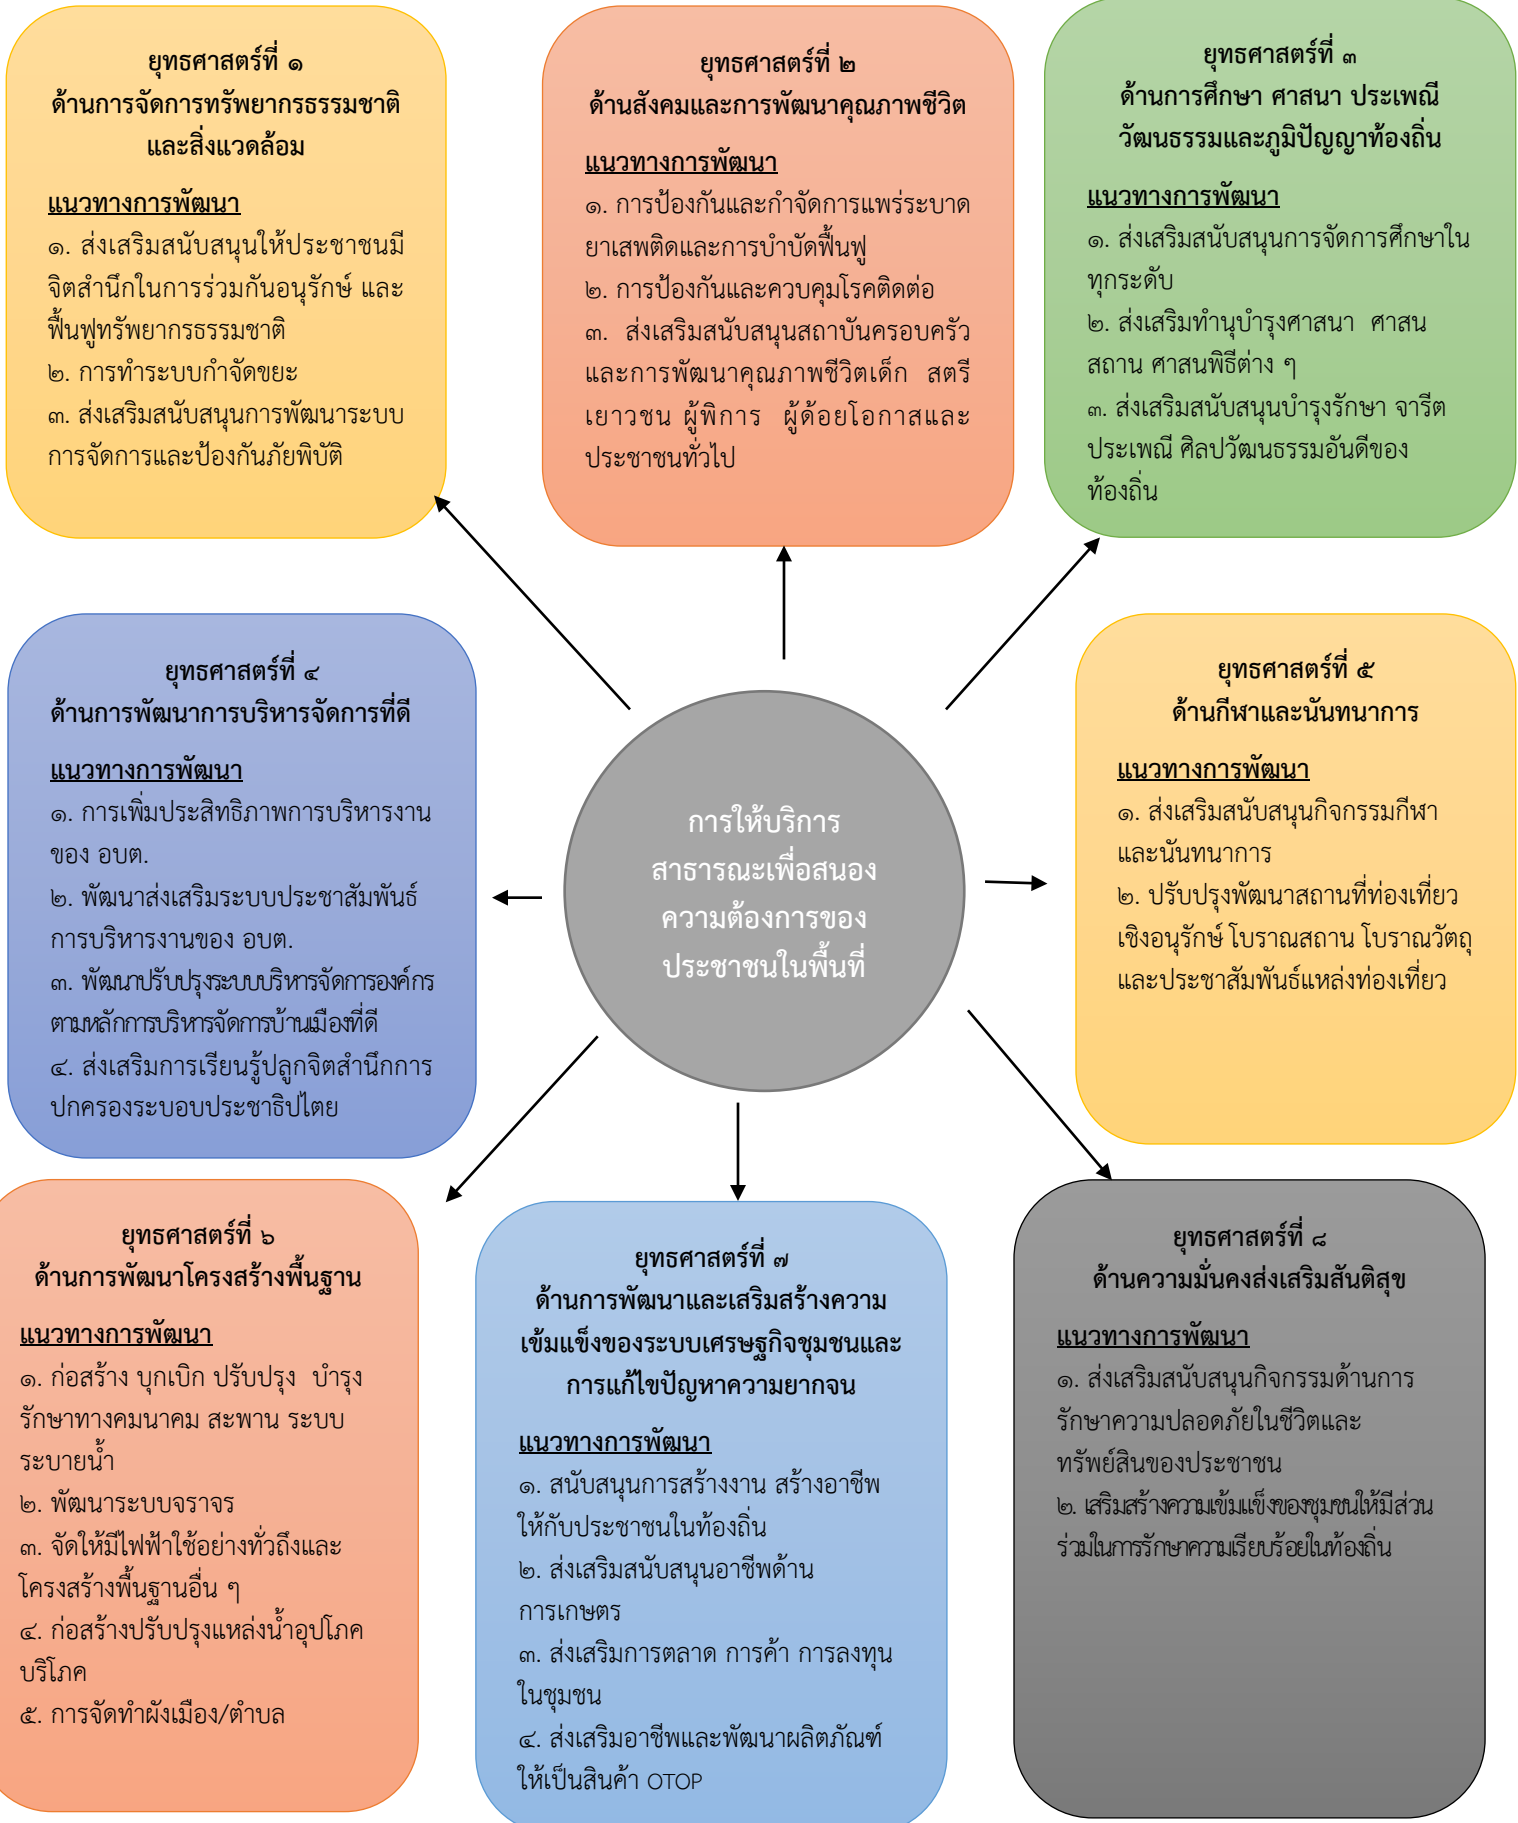 ยุทธศาสตร์ที่ ๑
ด้านการจัดการทรัพยากรธรรมชาติ
และสิ่งแวดล้อม
แนวทางการพัฒนา
๑. ส่งเสริมสนับสนุนให้ประชาชนมี
จิตสำนึกในการร่วมกันอนุรักษ์ และ
ฟื้นฟูทรัพยากรธรรมชาติ
๒. การทำระบบกำจัดขยะ
๓. ส่งเสริมสนับสนุนการพัฒนาระบบ
การจัดการและป้องกันภัยพิบัติ
ยุทธศาสตร์ที่ ๒
ด้านสังคมและการพัฒนาคุณภาพชีวิต
แนวทางการพัฒนา
๑. การป้องกันและกำจัดการแพร่ระบาด
ยาเสพติดและการบำบัดฟื้นฟู
๒. การป้องกันและควบคุมโรคติดต่อ
๓. ส่งเสริมสนับสนุนสถาบันครอบครัว
และการพัฒนาคุณภาพชีวิตเด็ก สตรี
เยาวชน ผู้พิการ ผู้ด้อยโอกาสและ
ประชาชนทั่วไป
ยุทธศาสตร์ที่ ๓
ด้านการศึกษา ศาสนา ประเพณี
วัฒนธรรมและภูมิปัญญาท้องถิ่น
แนวทางการพัฒนา
๑. ส่งเสริมสนับสนุนการจัดการศึกษาใน
ทุกระดับ
๒. ส่งเสริมทำนุบำรุงศาสนา ศาสน
สถาน ศาสนพิธีต่าง ๆ
๓. ส่งเสริมสนับสนุนบำรุงรักษา จารีต
ประเพณี ศิลปวัฒนธรรมอันดีของ
ท้องถิ่น
ยุทธศาสตร์ที่ ๔
ด้านการพัฒนาการบริหารจัดการที่ดี
แนวทางการพัฒนา
๑. การเพิ่มประสิทธิภาพการบริหารงาน
ของ อบต.
๒. พัฒนาส่งเสริมระบบประชาสัมพันธ์
การบริหารงานของ อบต.
๓. พัฒนาปรับปรุงระบบบริหารจัดการองค์กร
ตามหลักการบริหารจัดการบ้านเมืองที่ดี
๔. ส่งเสริมการเรียนรู้ปลูกจิตสำนึกการ
ปกครองระบอบประชาธิปไตย
การให้บริการ
สาธารณะเพื่อสนอง
ความต้องการของ
ประชาชนในพื้นที่
ยุทธศาสตร์ที่ ๕
ด้านกีฬาและนันทนาการ
แนวทางการพัฒนา
๑. ส่งเสริมสนับสนุนกิจกรรมกีฬา
และนันทนาการ
๒. ปรับปรุงพัฒนาสถานที่ท่องเที่ยว
เชิงอนุรักษ์ โบราณสถาน โบราณวัตถุ
และประชาสัมพันธ์แหล่งท่องเที่ยว
ยุทธศาสตร์ที่ ๖
ด้านการพัฒนาโครงสร้างพื้นฐาน
แนวทางการพัฒนา
๑. ก่อสร้าง บุกเบิก ปรับปรุง บำรุง
รักษาทางคมนาคม สะพาน ระบบ
ระบายน้ำ
๒. พัฒนาระบบจราจร
๓. จัดให้มีไฟฟ้าใช้อย่างทั่วถึงและ
โครงสร้างพื้นฐานอื่น ๆ
๔. ก่อสร้างปรับปรุงแหล่งน้ำอุปโภค
บริโภค
๕. การจัดทำผังเมือง/ตำบล
ยุทธศาสตร์ที่ ๗
ด้านการพัฒนาและเสริมสร้างความ
เข้มแข็งของระบบเศรษฐกิจชุมชนและ
การแก้ไขปัญหาความยากจน
แนวทางการพัฒนา
๑. สนับสนุนการสร้างงาน สร้างอาชีพ
ให้กับประชาชนในท้องถิ่น
๒. ส่งเสริมสนับสนุนอาชีพด้าน
การเกษตร
๓. ส่งเสริมการตลาด การค้า การลงทุน
ในชุมชน
๔. ส่งเสริมอาชีพและพัฒนาผลิตภัณฑ์
ให้เป็นสินค้า OTOP
ยุทธศาสตร์ที่ ๘
ด้านความมั่นคงส่งเสริมสันติสุข
แนวทางการพัฒนา
๑. ส่งเสริมสนับสนุนกิจกรรมด้านการ
รักษาความปลอดภัยในชีวิตและ
ทรัพย์สินของประชาชน
๒. เสริมสร้างความเข้มแข็งของชุมชนให้มีส่วน
ร่วมในการรักษาความเรียบร้อยในท้องถิ่น